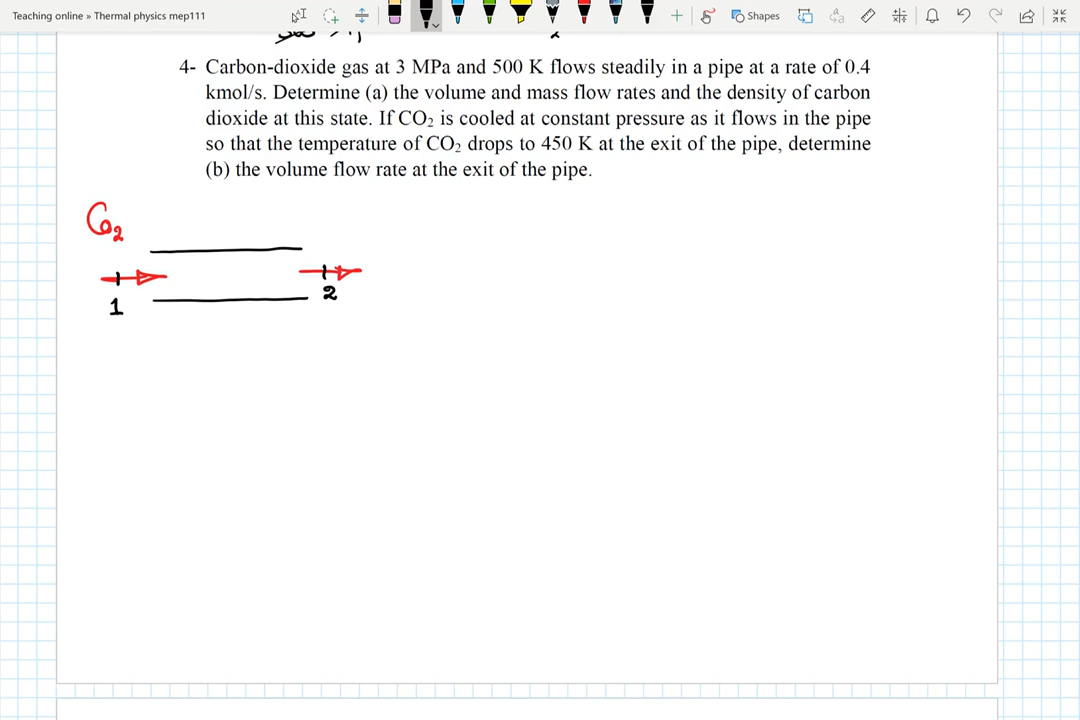 Teaching online » Thermal physics mep111
Shapes
4- Carbon-dioxide gas at 3 MPa and 500 K flows steadily in a pipe at a rate of 0.4
kmol/s. Determine (a) the volume and mass flow rates and the density of carbon
dioxide at this state. If CO₂ is cooled at constant pressure as it flows in the pipe
so that the temperature of CO₂ drops to 450 K at the exit of the pipe, determine
(b) the volume flow rate at the exit of the pipe.
Co₂
1
2